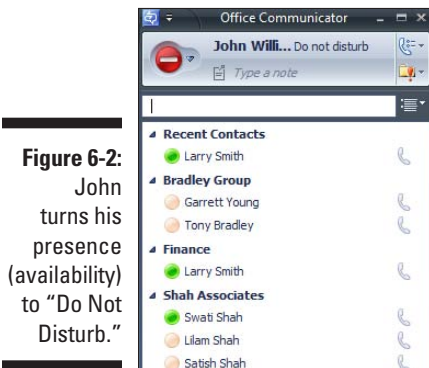 Office Communicator
John Willi... Do not disturb
Type a note
Recent Contacts
Larry Smith
Bradley Group
Garrett Young
Tony Bradley
Finance
Larry Smith
Shah Associates
Swati Shah
Lilam Shah
Satish Shah
Figure 6-2:
John
turns his
presence
(availability)
to “Do Not
Disturb.”